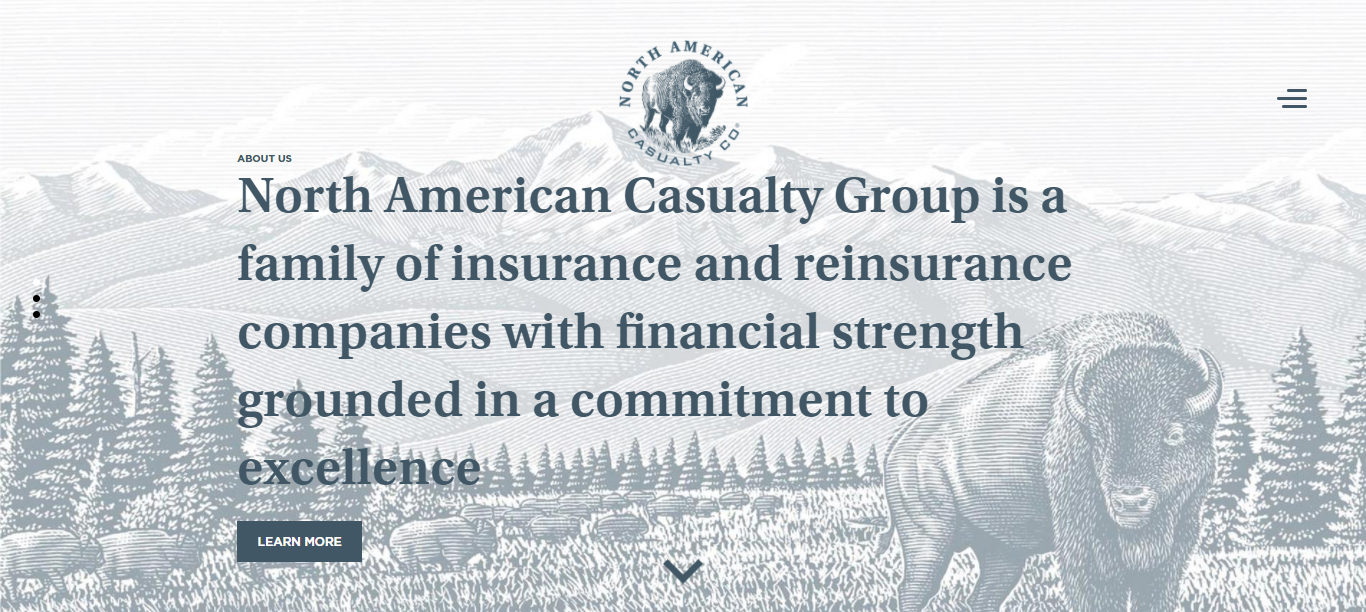 NORTH AMERICAN
CASUALTY CO®
ABOUT US
North American Casualty Group is a
family of insurance and reinsurance
companies with financial strength
grounded in a commitment to
excellence
LEARN MORE